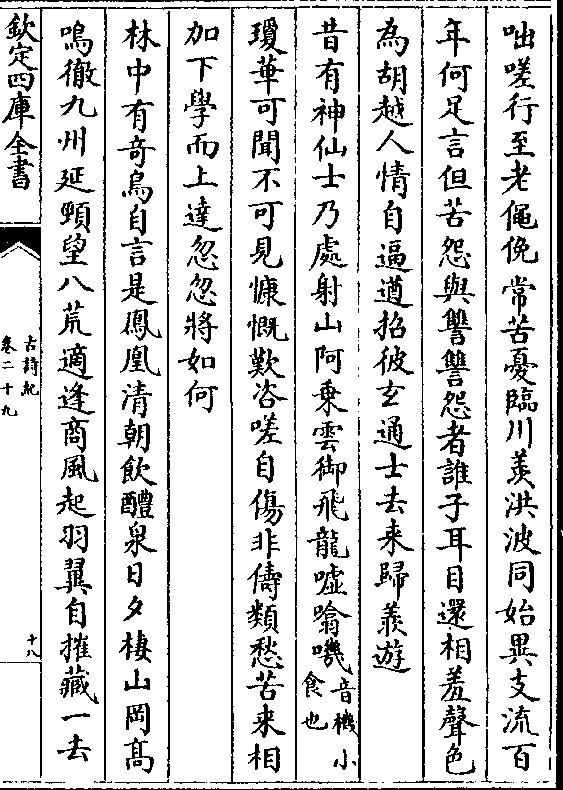 咄嗟行至老僶俛常苦憂臨川羨洪波同始異支流百
年何足言但苦怨與讐讐怨者誰子耳目還相羞聲色
為胡越人情自逼遒招彼玄通士去来歸羨遊
昔有神仙士乃處射山阿乘雲御飛龍噓噏嘰音機小食也
瓊華可聞不可見慷慨歎咨嗟自傷非儔類愁苦来相
加下學而上達忽忽將如何
林中有奇鳥自言是鳳凰清朝飲醴泉日夕棲山岡髙
鳴徹九州延頸望八荒適逢商風起羽翼自摧藏一去
欽定四庫全書
古詩紀
卷二十九
十八